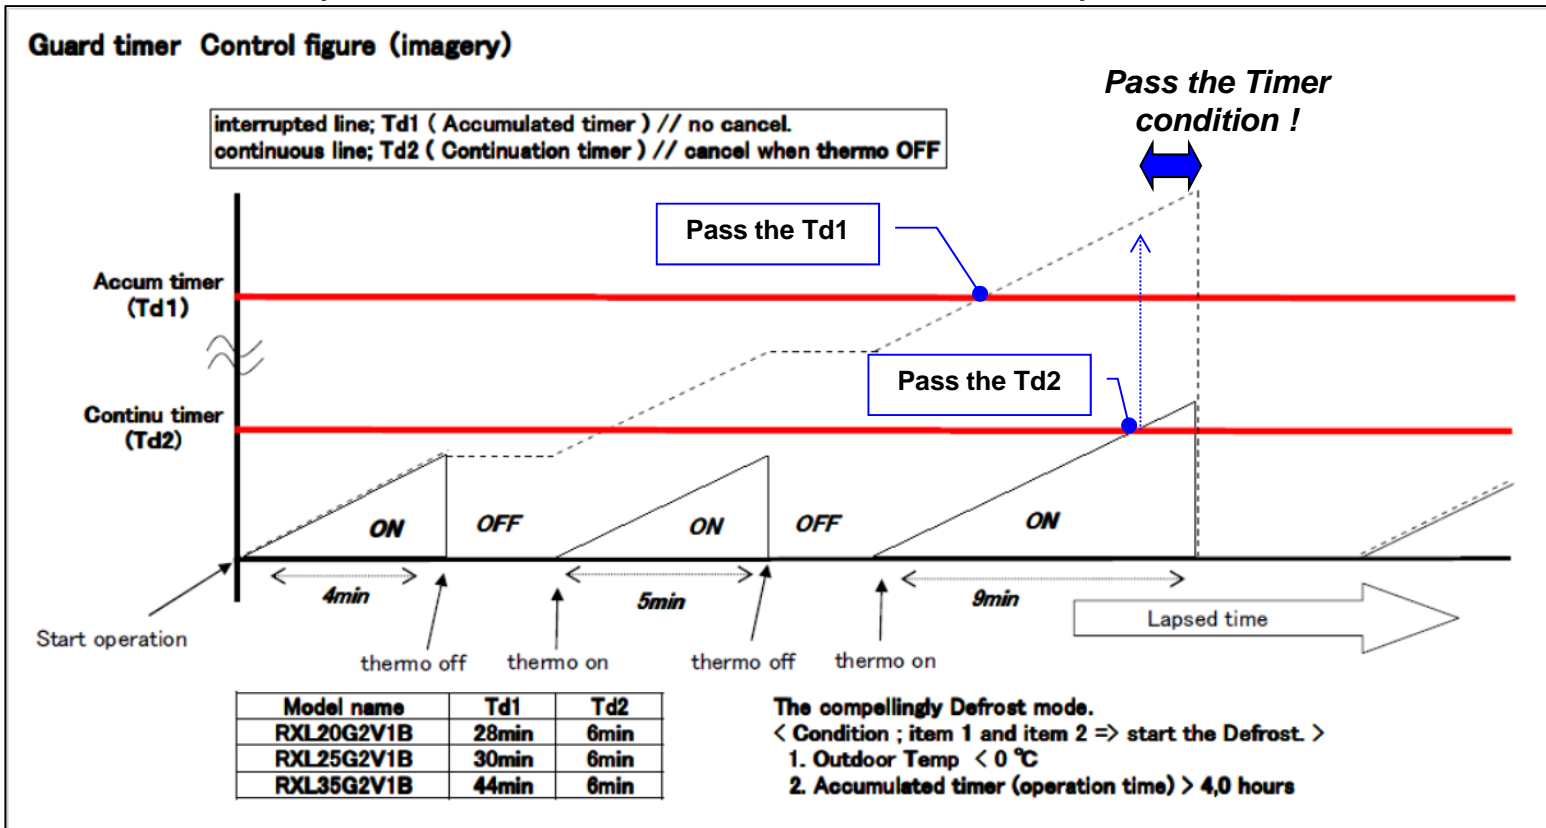 Guard timer Control figure (imagery)
Pass the Timer
condition !
interrupted line; Td1 ( Accumulated timer ) // no cancel.
continuous line; Td2 ( Continuation timer ) // cancel when thermo OFF
Pass the Td1
Accum timer
(Td1)
Pass the Td2
Continu timer
(Td2)
ON OFF ON OFF ON
4min 5min 9min
Lapsed time
Start operation
thermo off thermo on thermo off thermo on
Model name Td1 Td2
RXL20G2V1B 28min 6min
RXL25G2V1B 30min 6min
RXL35G2V1B 44min 6min
The compellingly Defrost mode.
< Condition ; item 1 and item 2 => start the Defrost. >
1. Outdoor Temp < 0 ℃
2. Accumulated timer (operation time) > 4,0 hours